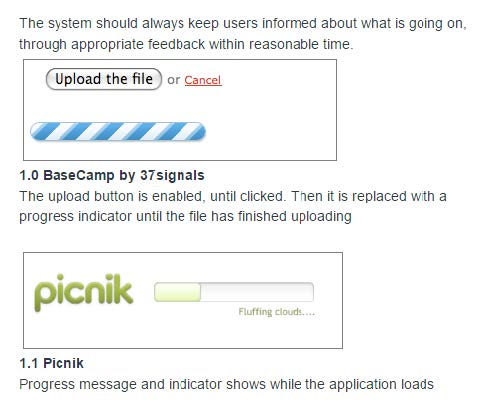 The system should always keep users informed about what is going on,
through appropriate feedback within reasonable time.
Upload the file or Cancel
1.0 BaseCamp by 37signals
The upload button is enabled, until clicked. Then it is replaced with a
progress indicator until the file has finished uploading
picnik
Fluffing clouds....
1.1 Picnik
Progress message and indicator shows while the application loads